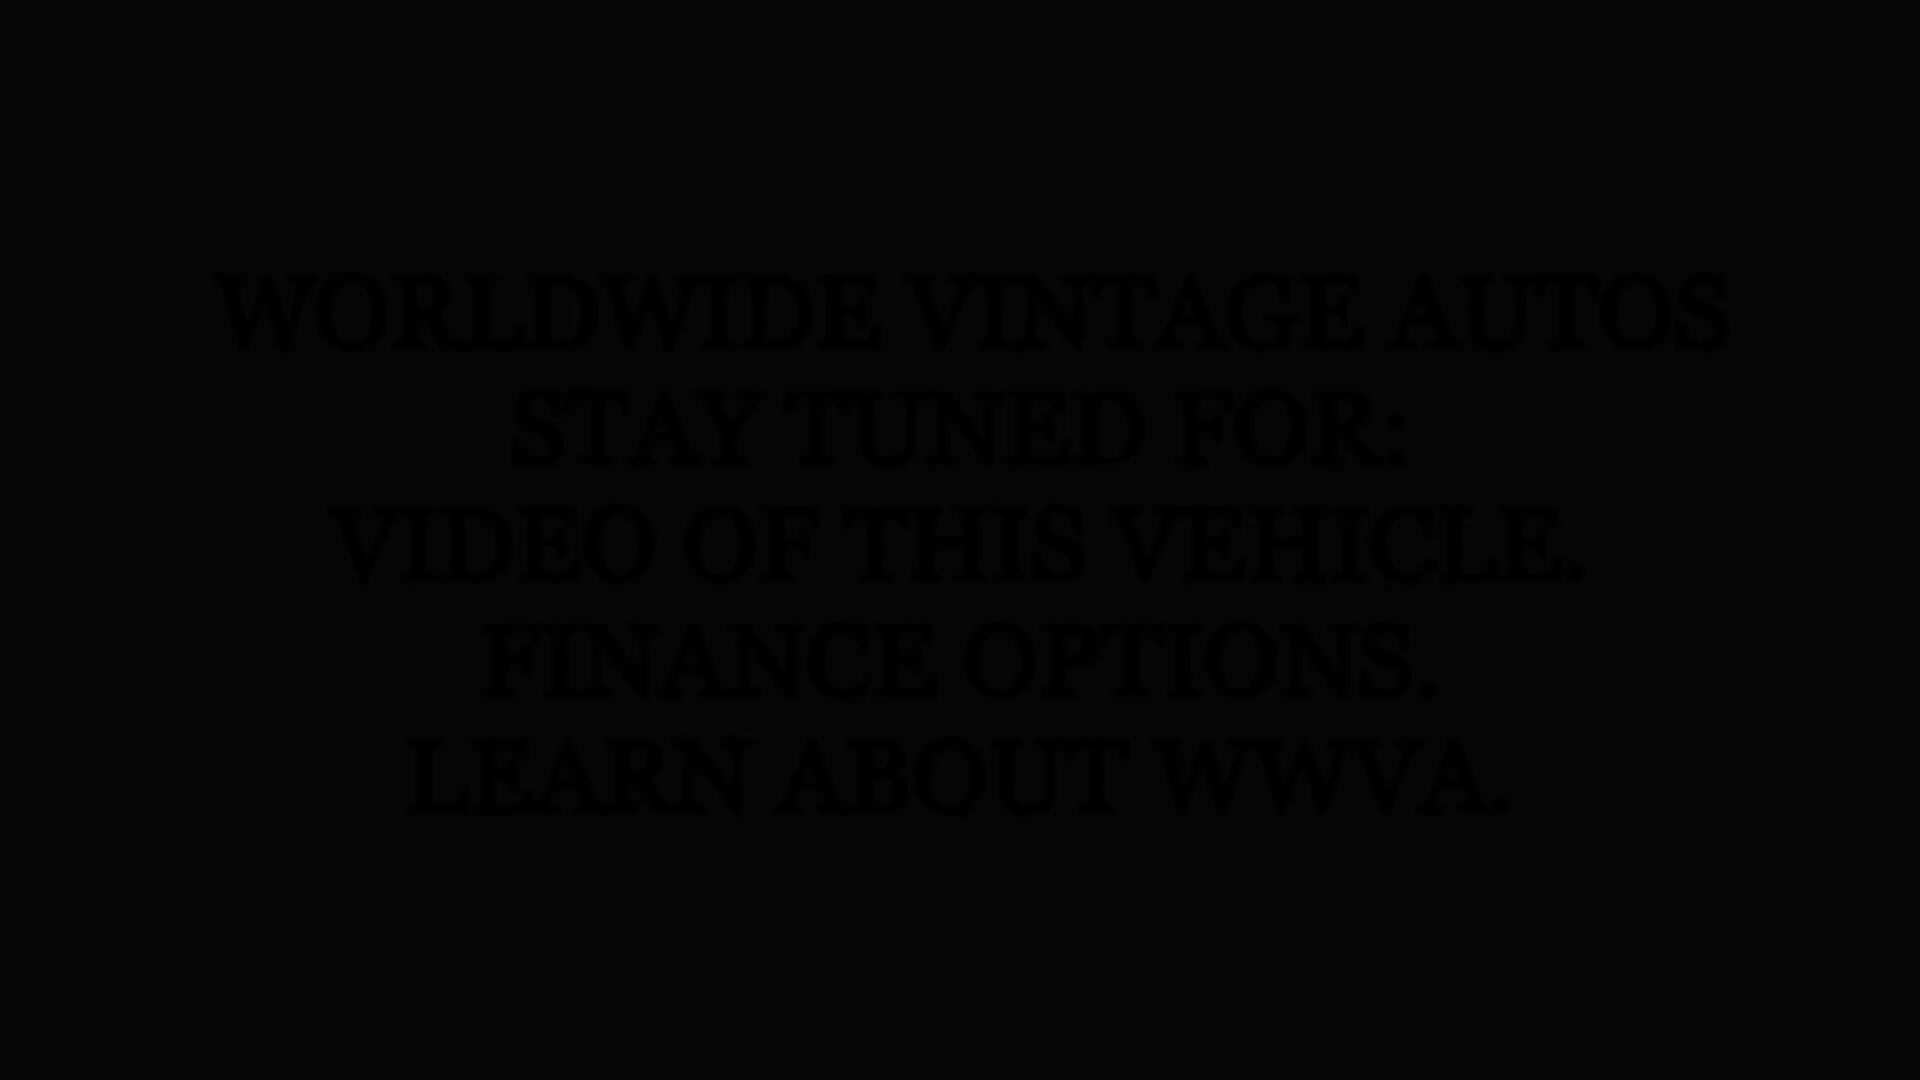 WORLDWIDE VINTAGE AUTOS
STAY TUNED FOR:
VIDEO OF THIS VEHICLE.
FINANCE OPTIONS.
LEARN ABOUT WWVA.